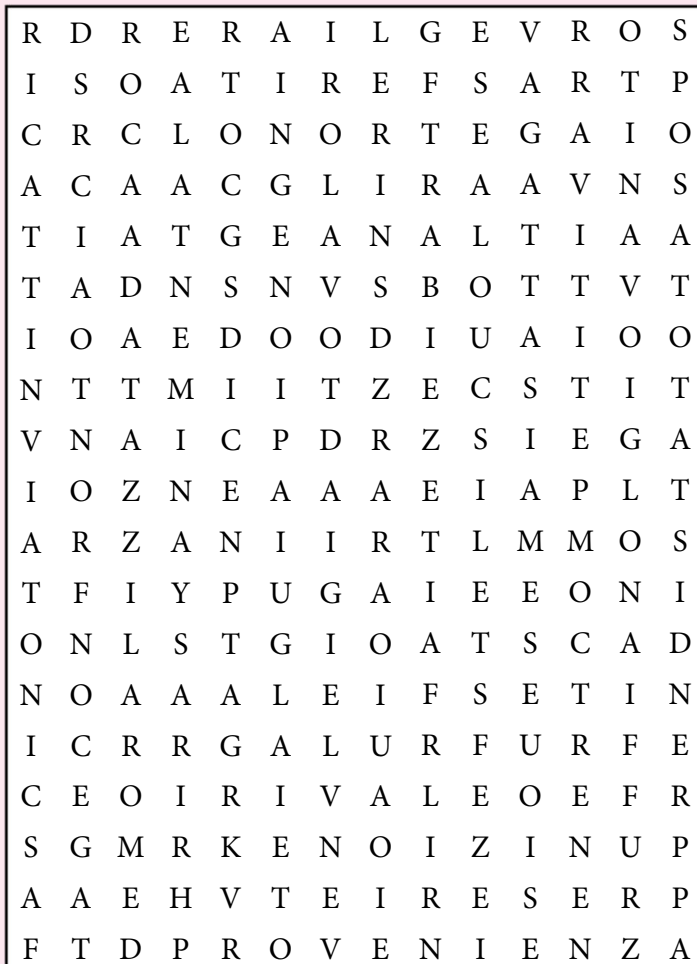 R D R E R A I L G E V R O S
I S O A T I R E F S A R T P
C R C L O N O R T E G A I O
A C A A C G L I R A A V N S
T I A T G E A N A L T I A A
T A D N S N V S B O T T V T
I O A E D O O D I U A I O O
N T T M I I T Z E C S T I T
V N A I C P D R Z S I E G A
I O Z N E A A A E I A P L T
A R Z A N I I R T L M M O S
T F I Y P U G A I E E O N I
O N L S T G I O A T S C A D
N O A A A L E I F S E T I N
I C R R G A L U R F U R F E
C E O I R I V A L E O E F R
S G M R K E N O I Z I N U P
A A E H V T E I R E S E R P
F T D P R O V E N I E N Z A